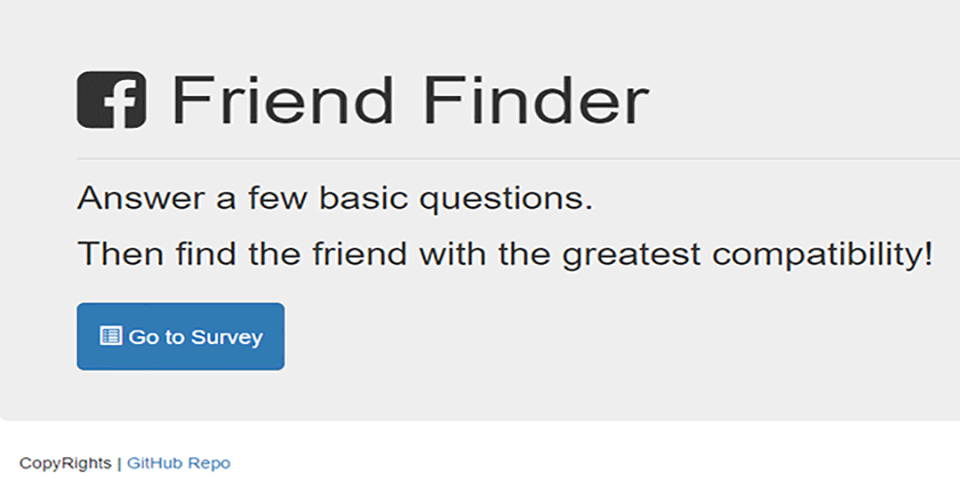 Friend Finder
Answer a few basic questions.
Then find the friend with the greatest compatibility!
Go to Survey
CopyRights | GitHub Repo